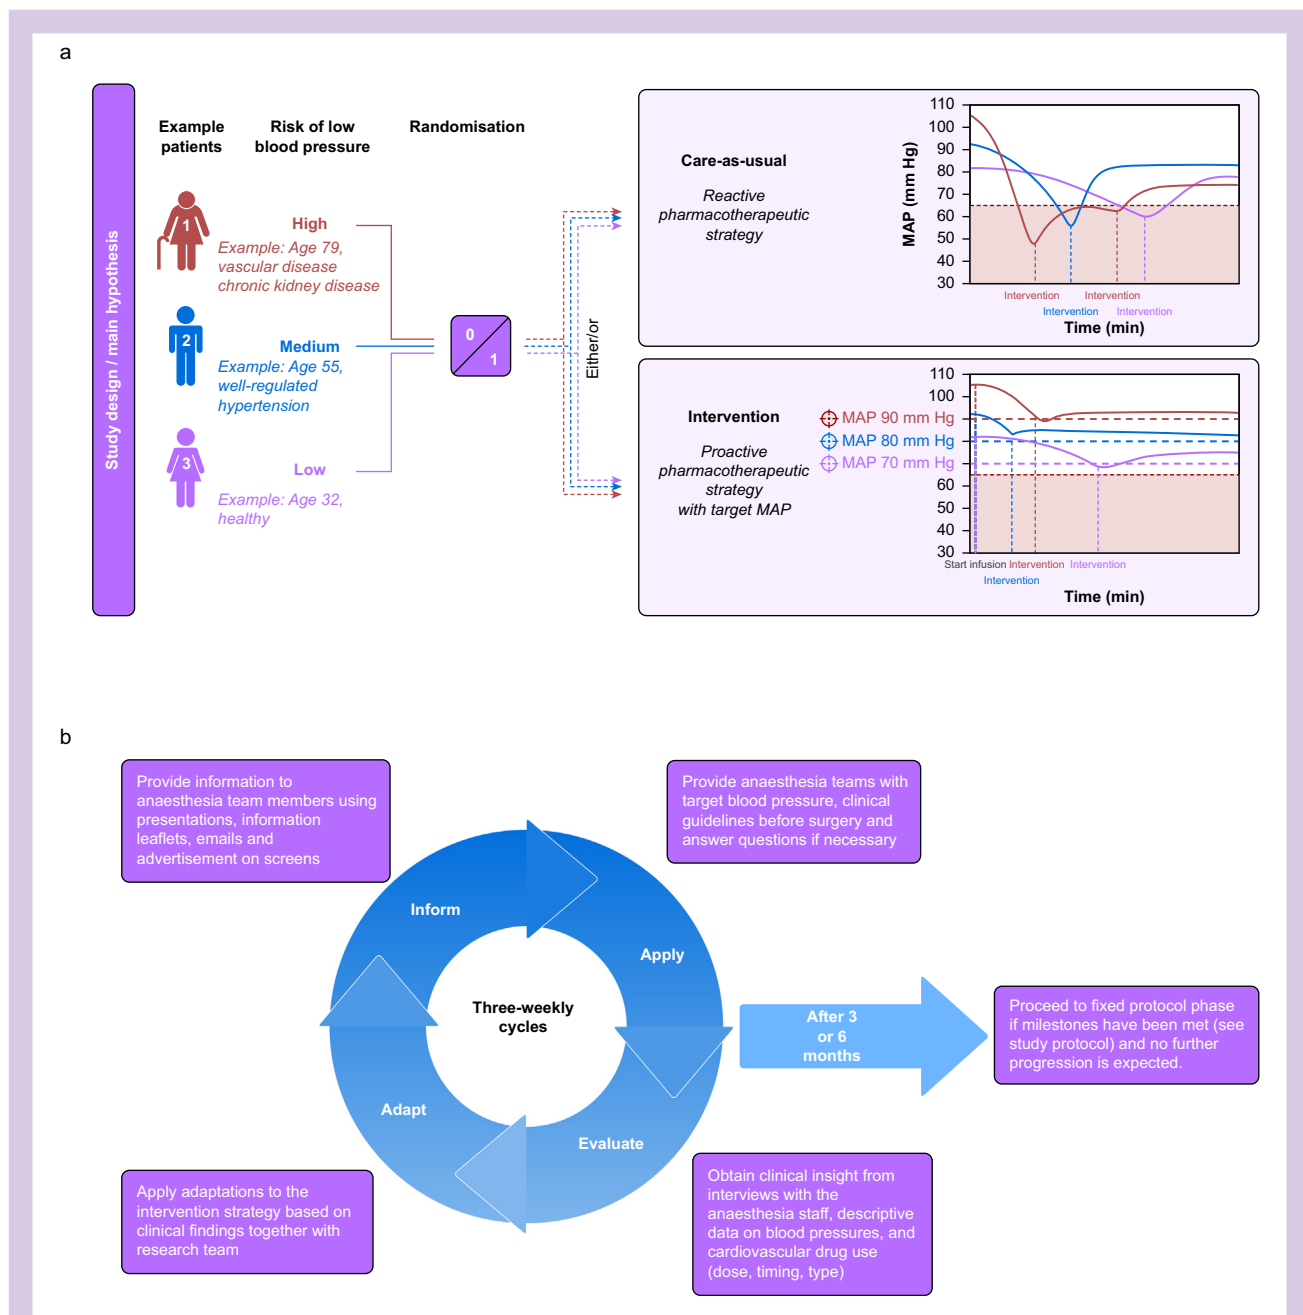 a
Study design / main hypothesis
Example
patients
Risk of low
blood pressure
Randomisation
1
High
Example: Age 79,
vascular disease
chronic kidney disease
2
Medium
Example: Age 55,
well-regulated
hypertension
3
Low
Example: Age 32,
healthy
0
1
Either/or
Care-as-usual
Reactive
pharmacotherapeutic
strategy
MAP (mm Hg)
110
100
90
80
70
60
50
40
30
Intervention
Intervention
Intervention
Intervention
Time (min)
Intervention
Proactive
pharmacotherapeutic
strategy
with target MAP
MAP 90 mm Hg
MAP 80 mm Hg
MAP 70 mm Hg
110
100
60
50
40
30
Start infusion
Intervention
Intervention
Intervention
Time (min)
b
Provide information to
anaesthesia team members using
presentations, information
leaflets, emails and
advertisement on screens
Provide anaesthesia teams with
target blood pressure, clinical
guidelines before surgery and
answer questions if necessary
Inform
Apply
Three-weekly
cycles
Adapt
Evaluate
After 3
or 6
months
Proceed to fixed protocol phase
if milestones have been met (see
study protocol) and no further
progression is expected.
Apply adaptations to the
intervention strategy based on
clinical findings together with
research team
Obtain clinical insight from
interviews with the
anaesthesia staff, descriptive
data on blood pressures, and
cardiovascular drug use
(dose, timing, type)